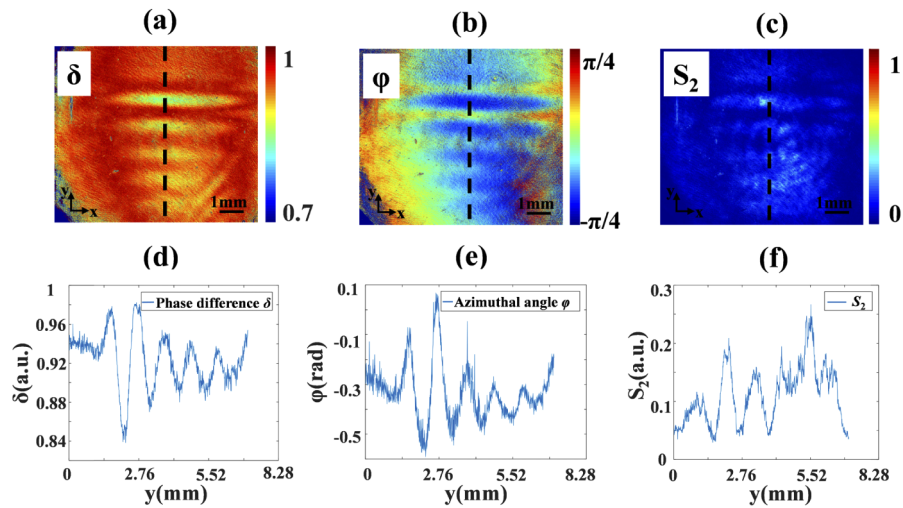 (a)
(b)
(c)
δ
1
0.7
y
x
1mm
φ
π/4
-π/4
y
x
1mm
S2
1
0
y
x
1mm
(d)
(e)
(f)
Phase difference δ
δ(a.u.)
1
0.96
0.92
0.88
0.84
0
2.76
5.52
8.28
y(mm)
Azimuthal angle φ
φ(rad)
0.1
-0.1
-0.3
-0.5
0
2.76
5.52
8.28
y(mm)
S2
S2(a.u.)
0.3
0.2
0.1
0
0
2.76
5.52
8.28
y(mm)